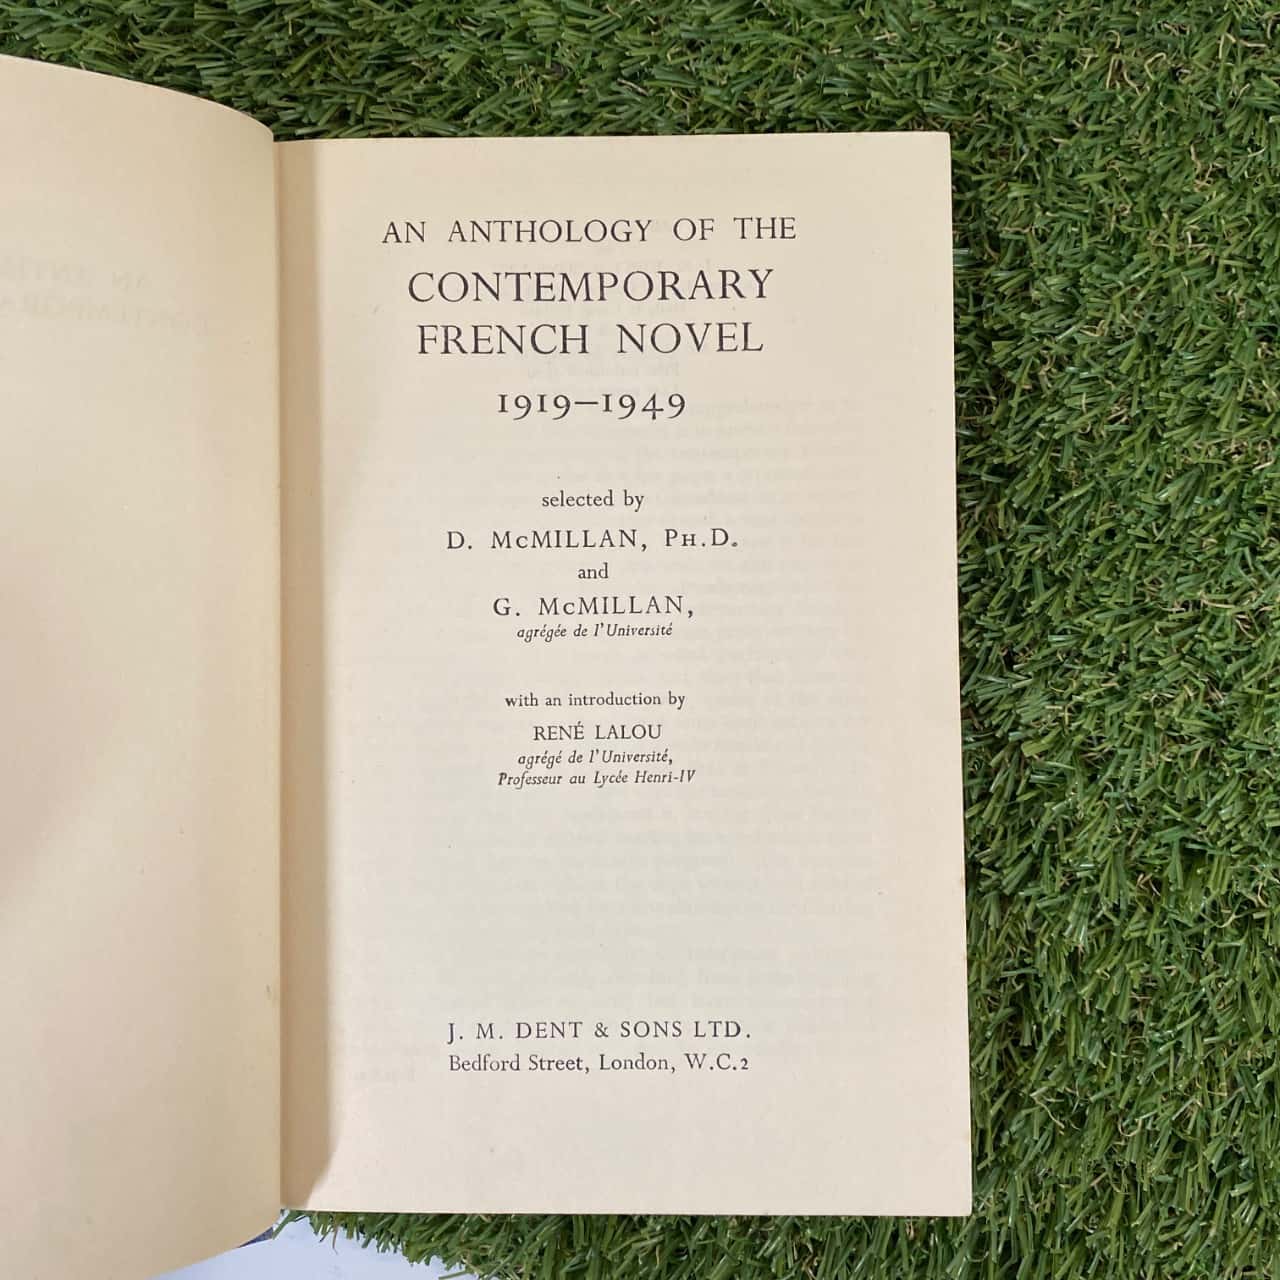 AN ANTHOLOGY OF THE
CONTEMPORARY
FRENCH NOVEL
1919—1949
selected by
D. McMILLAN, Ph.D.
and
G. McMILLAN,
agrégée de l'Université
with an introduction by
RENÉ LALOU
agrégé de l'Université,
Professeur au Lycée Henri-IV
J. M. DENT & SONS LTD.
Bedford Street, London, W.C.2